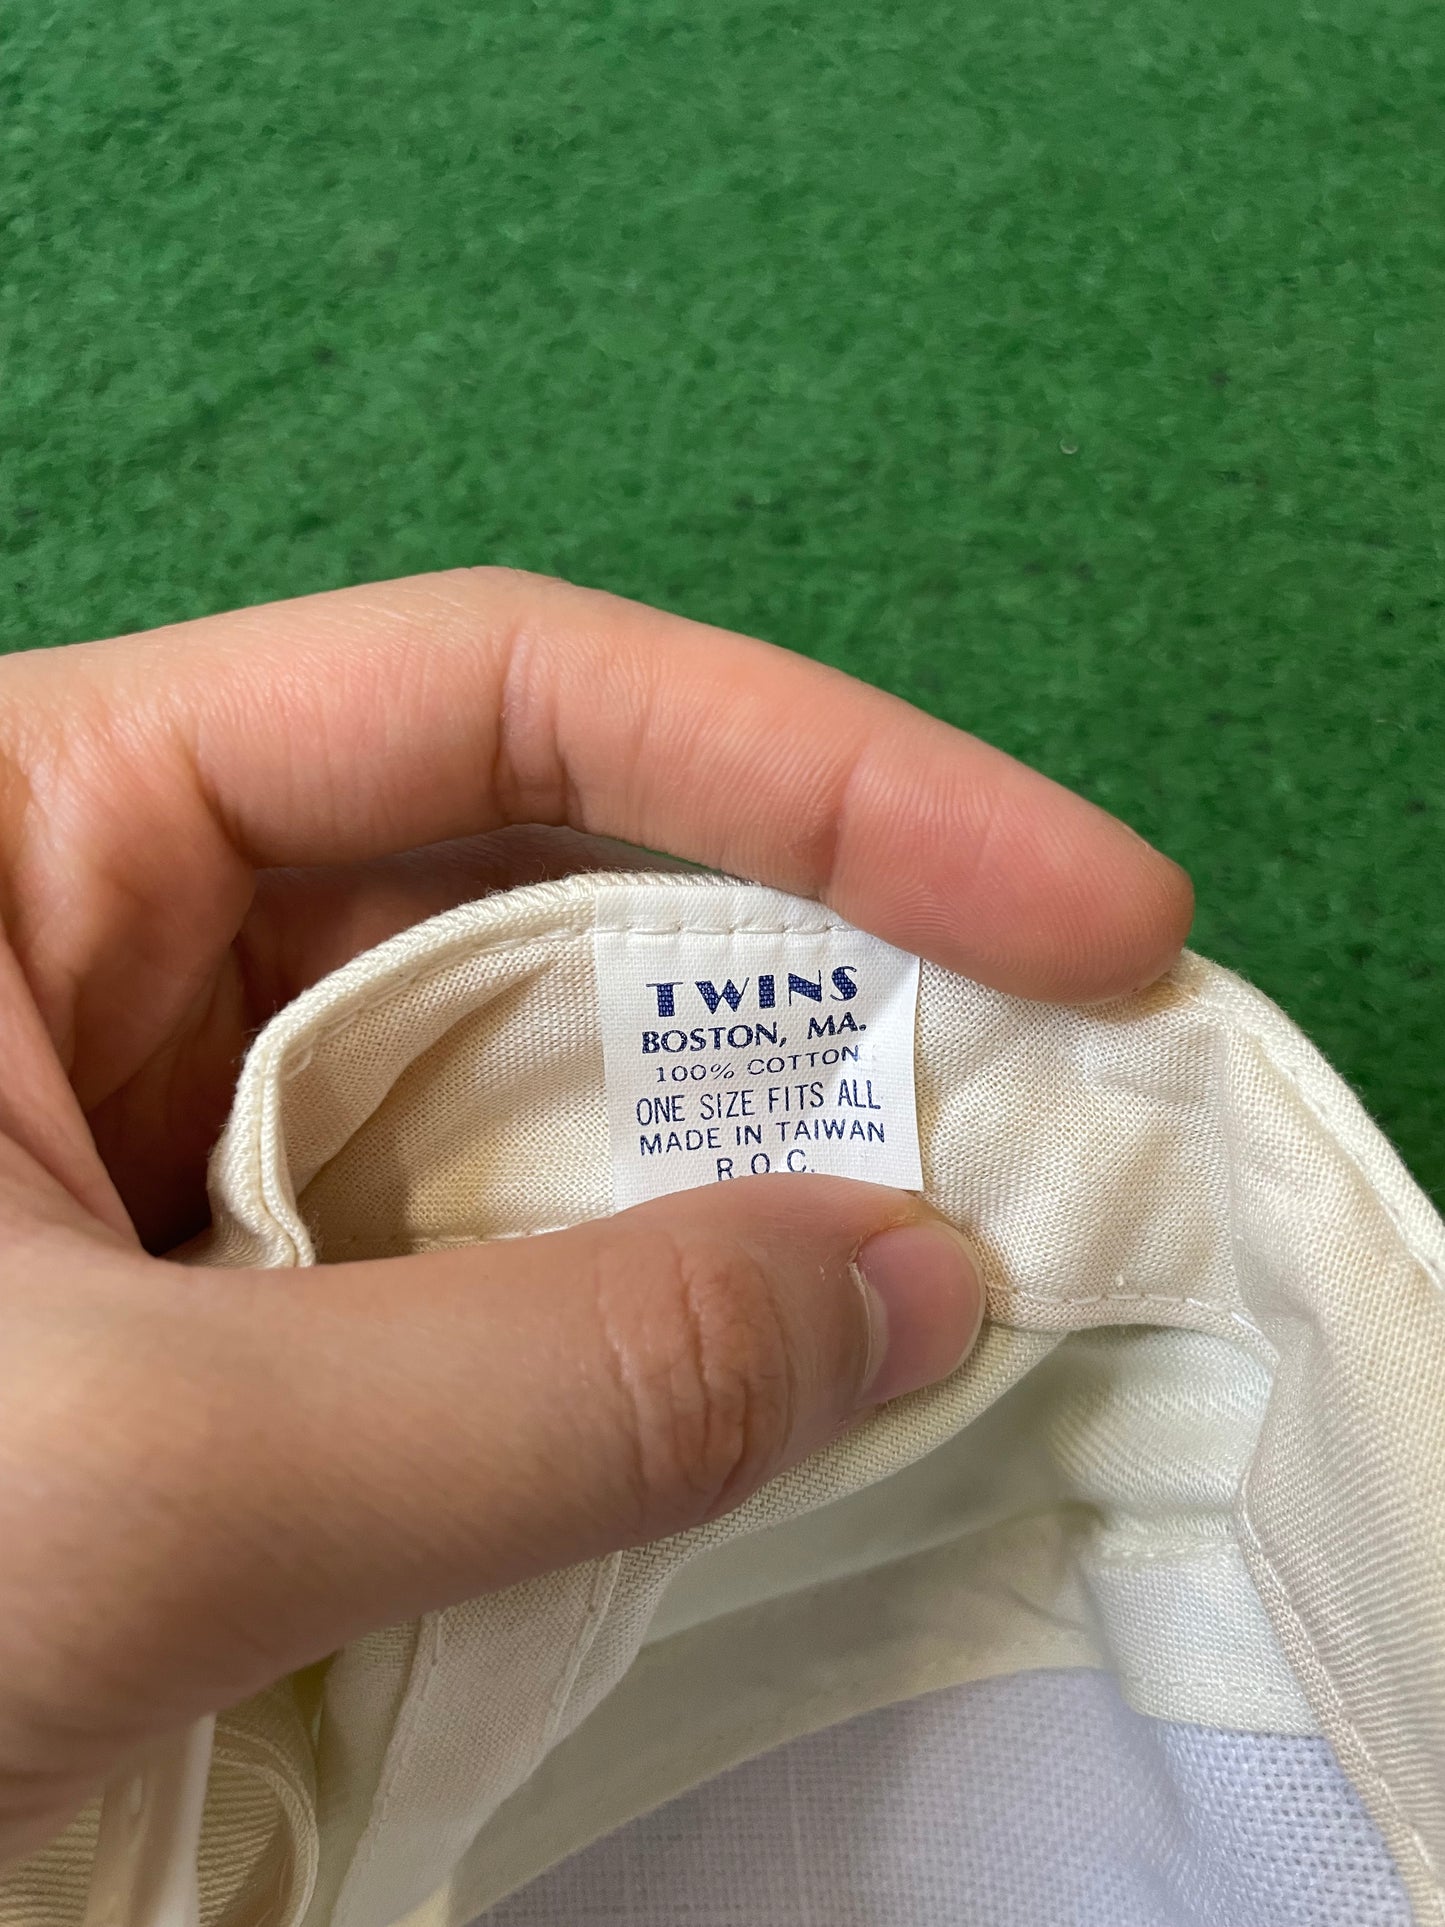 TWINS
BOSTON, MA.
100% COTTON
ONE SIZE FITS ALL
MADE IN TAIWAN
R.O.C.